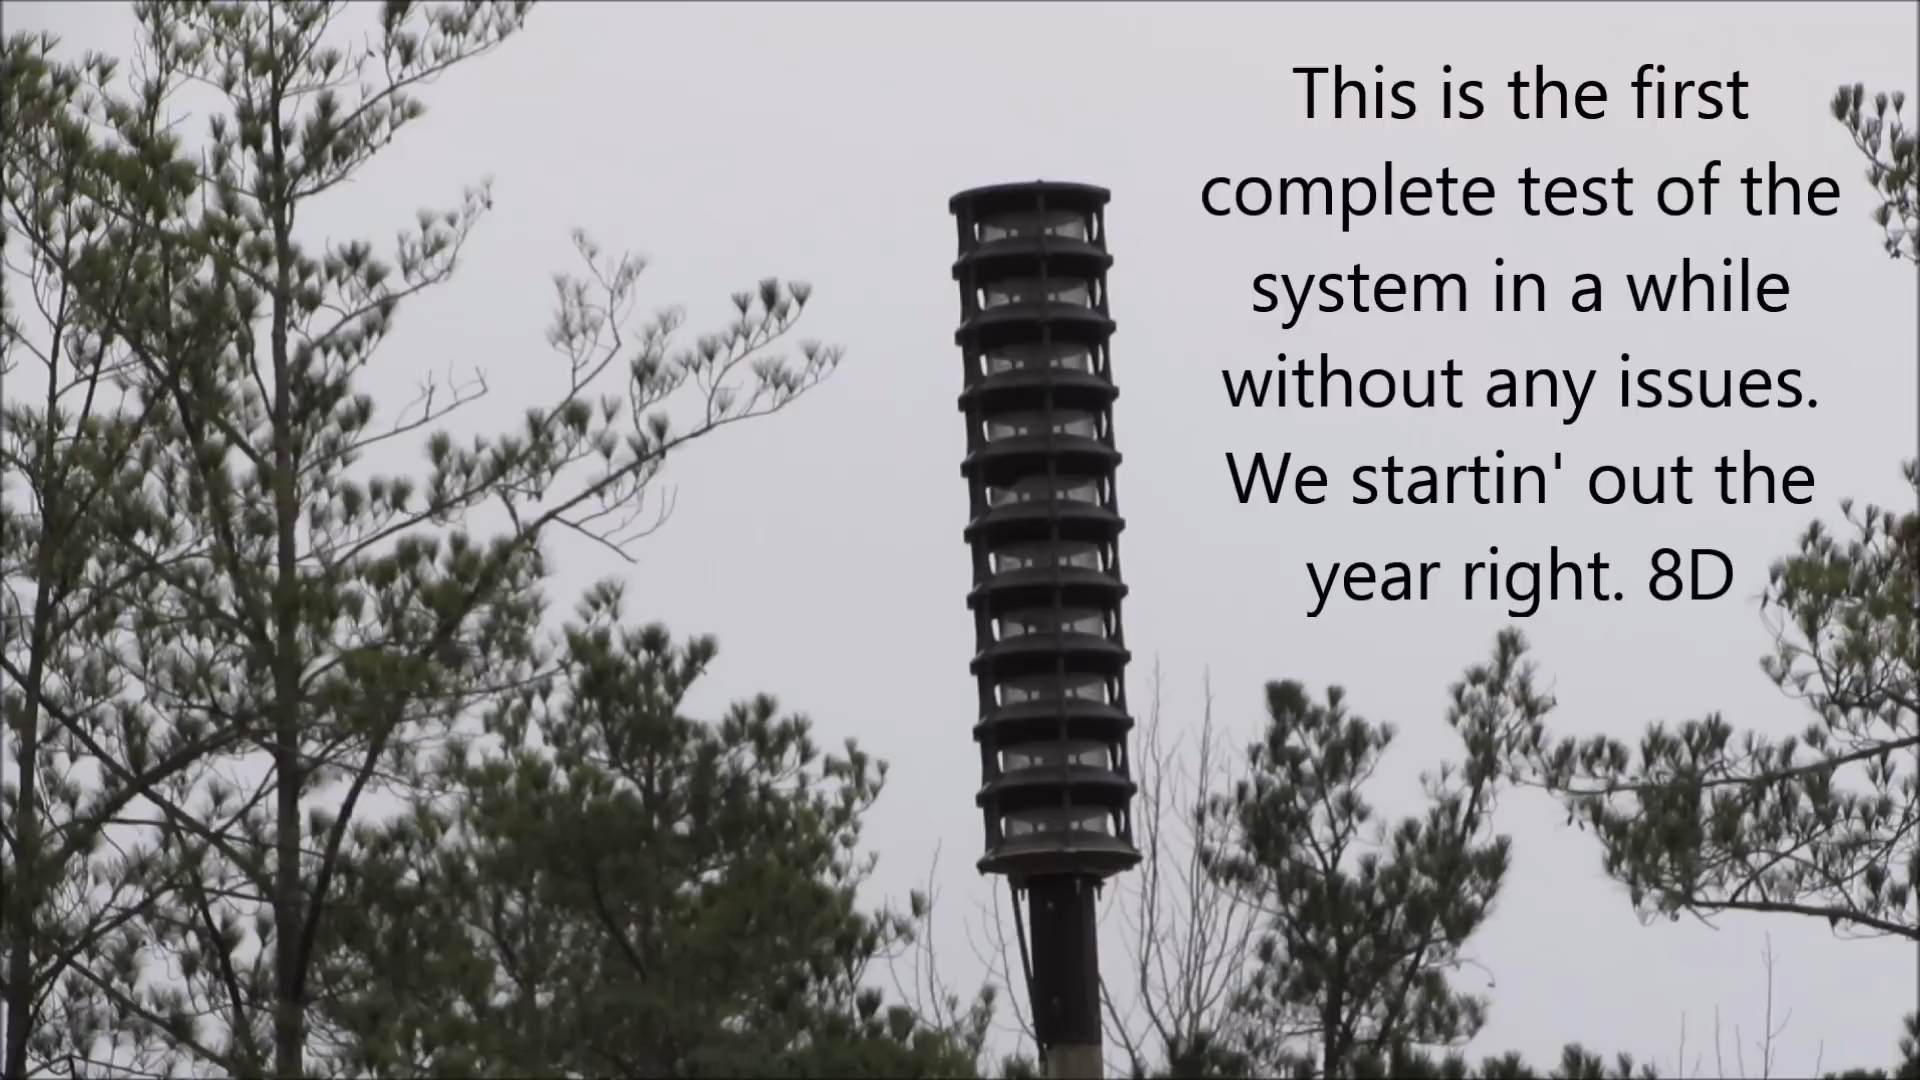 This is the first
complete test of the
system in a while
without any issues.
We startin' out the
year right. 8D